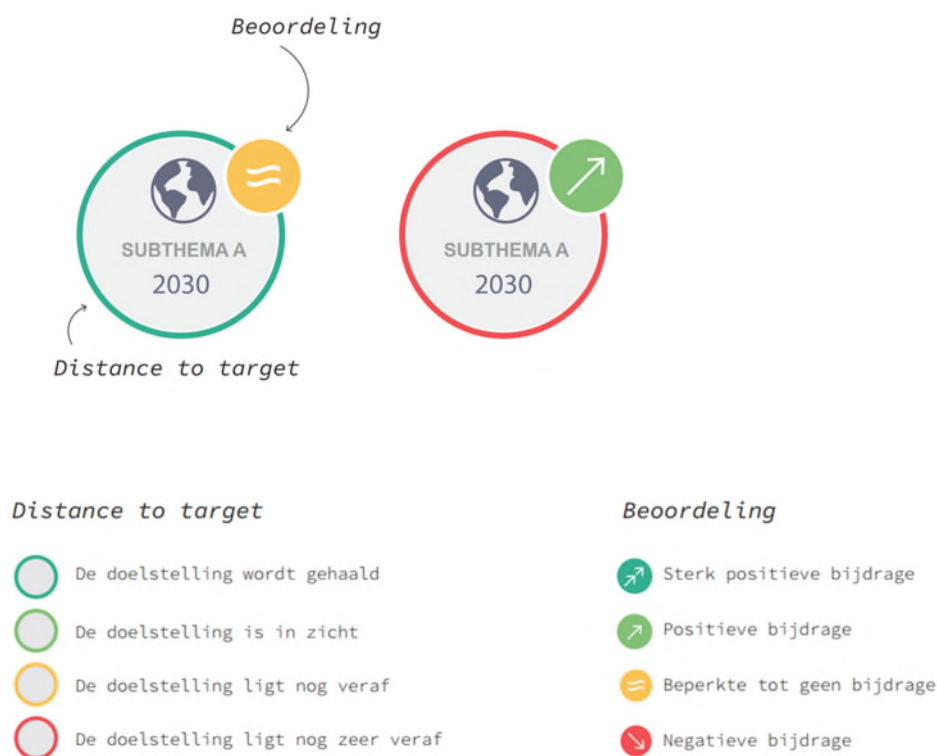 Beoordeling
SUBTHEMA A
2030
SUBTHEMA A
2030
Distance to target
Distance to target
De doelstelling wordt gehaald
De doelstelling is in zicht
De doelstelling ligt nog veraf
De doelstelling ligt nog zeer veraf
Beoordeling
Sterk positieve bijdrage
Positieve bijdrage
Beperkte tot geen bijdrage
Negatieve bijdrage